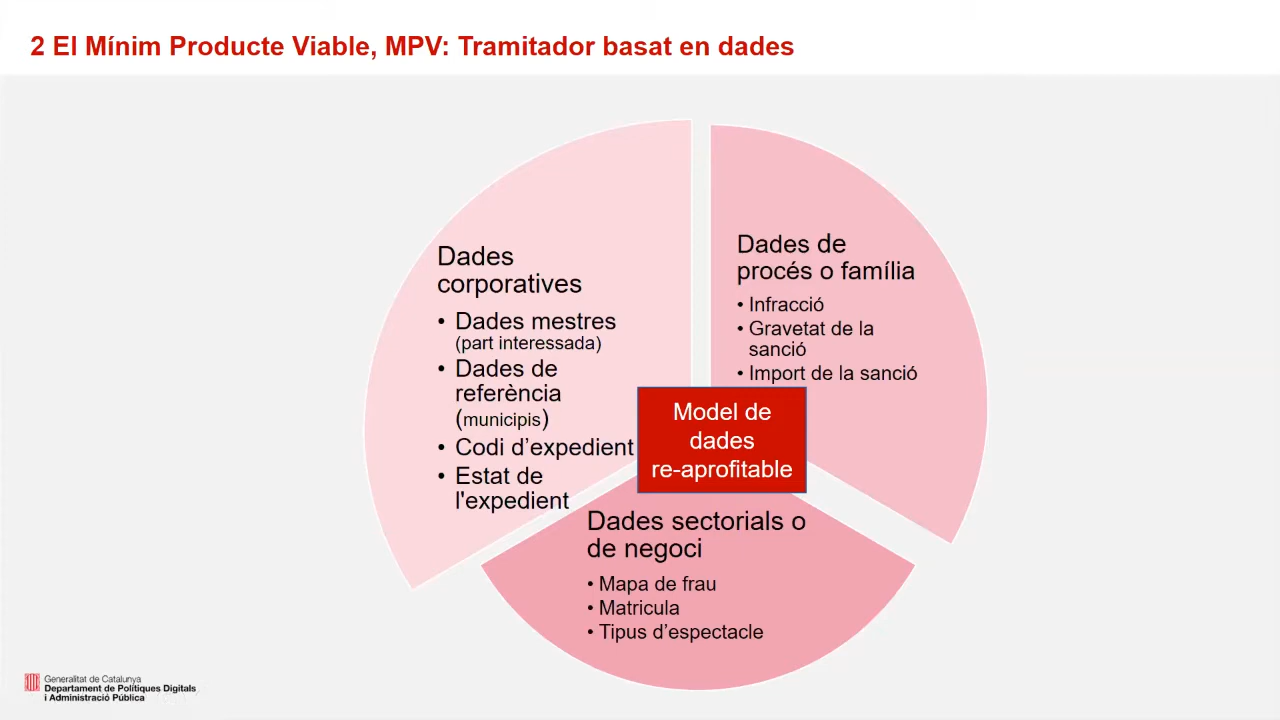 2 El Mínim Producte Viable, MPV: Tramitador basat en dades
Dades
corporatives
• Dades mestres
(part interessada)
• Dades de
referència
(municipis)
• Codi d’expedient
• Estat de
l'expedient
Dades de
procés o família
• Infracció
• Gravetat de la
sanció
• Import de la sanció
Model de
dades
re-aprofitable
Dades sectorials o
de negoci
• Mapa de frau
• Matricula
• Tipus d’espectacle
Generalitat de Catalunya
Departament de Polítiques Digitals
i Administració Pública